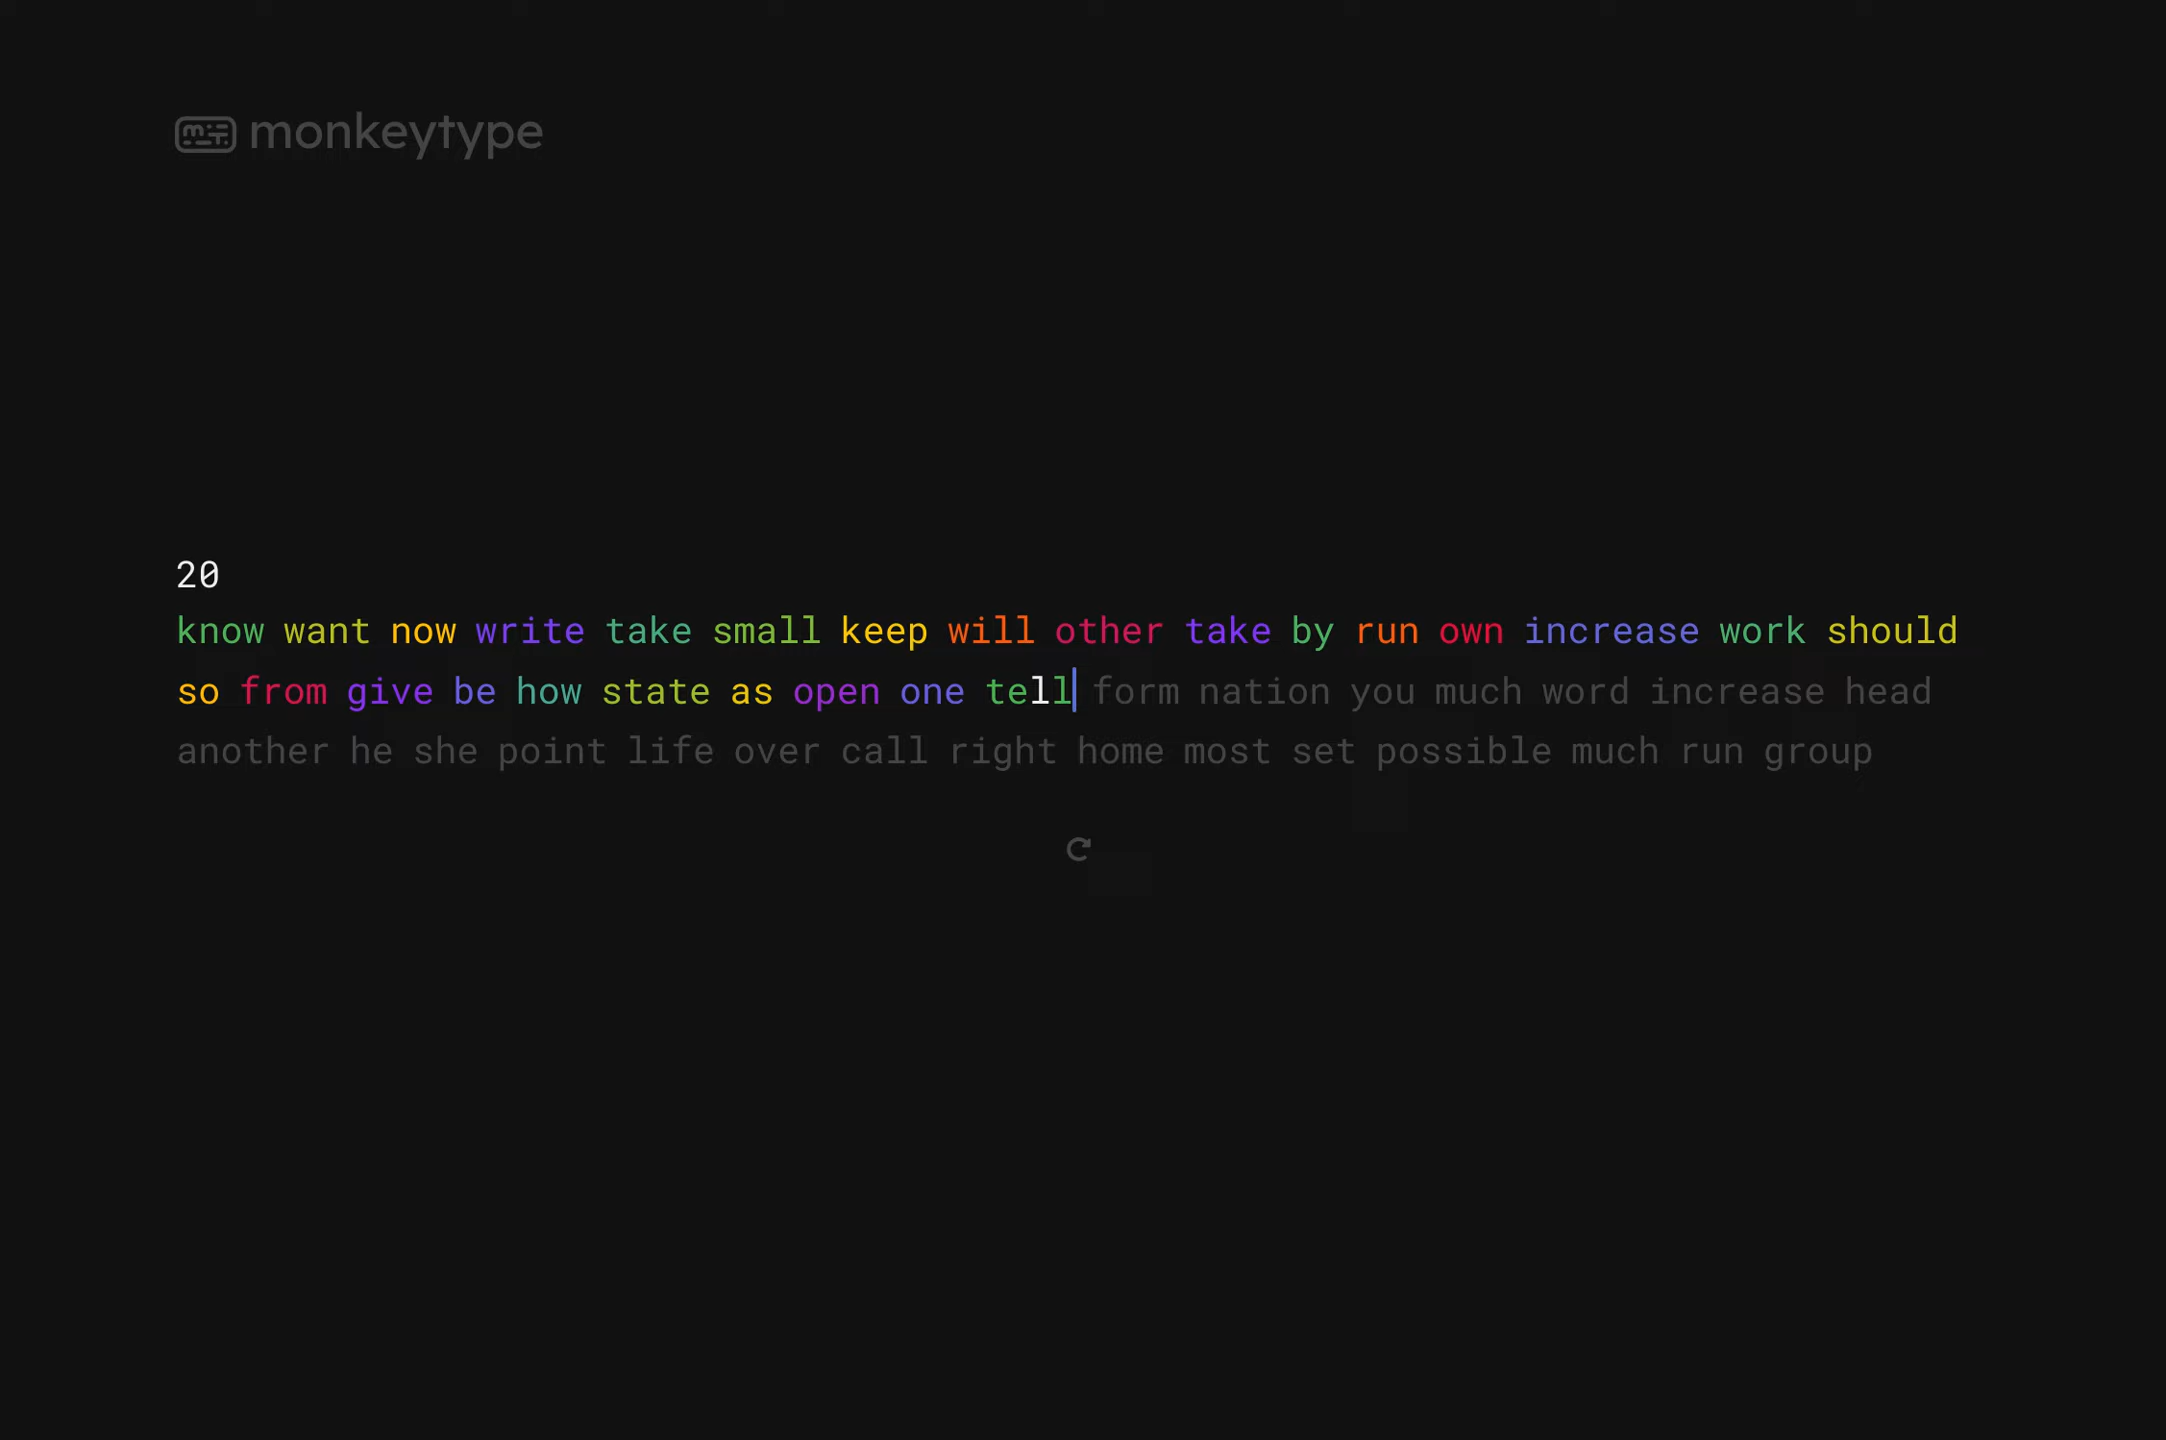 monkeytype
20
know want now write take small keep will other take by run own increase work should
so from give be how state as open one tell form nation you much word increase head
another he she point life over call right home most set possible much run group